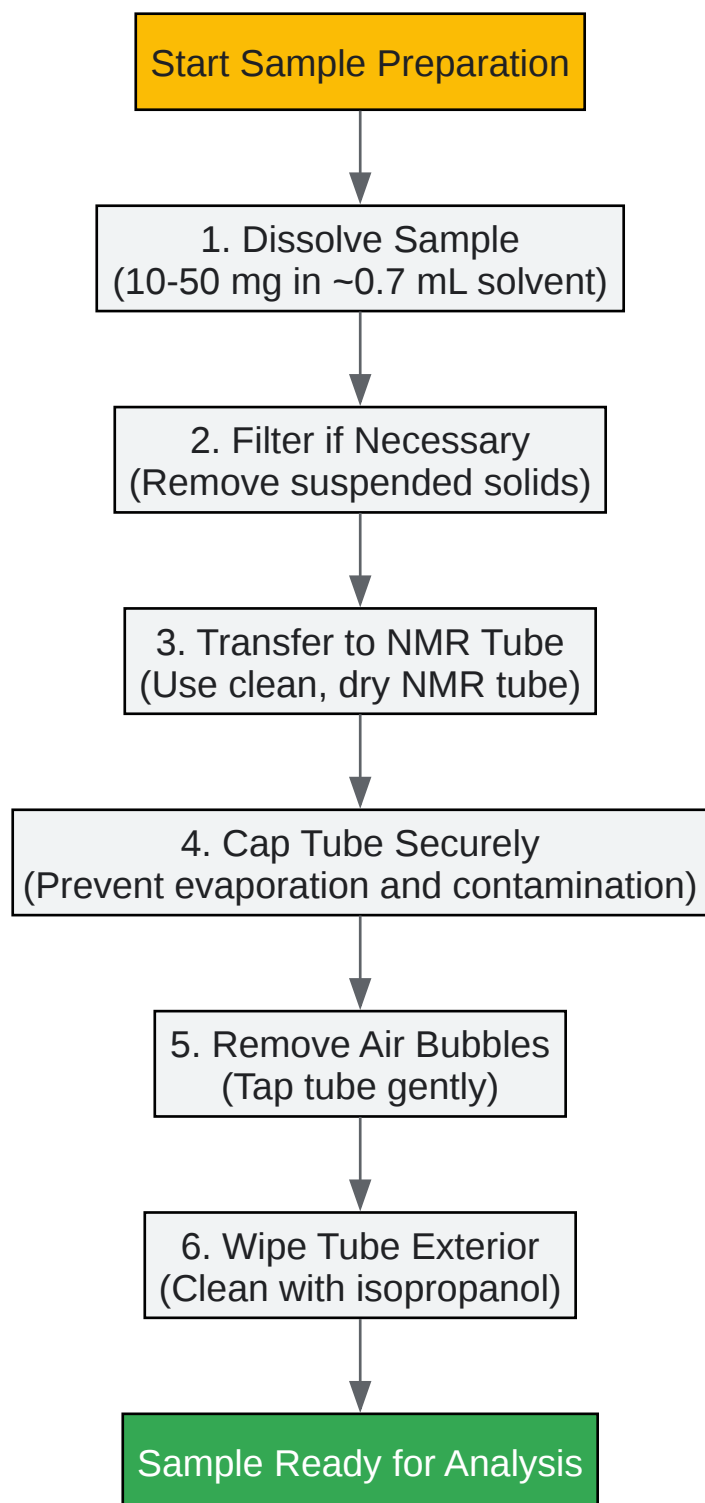 Start Sample Preparation
1. Dissolve Sample
(10-50 mg in ~0.7 mL solvent)
2. Filter if Necessary
(Remove suspended solids)
3. Transfer to NMR Tube
(Use clean, dry NMR tube)
4. Cap Tube Securely
(Prevent evaporation and contamination)
5. Remove Air Bubbles
(Tap tube gently)
6. Wipe Tube Exterior
(Clean with isopropanol)
Sample Ready for Analysis